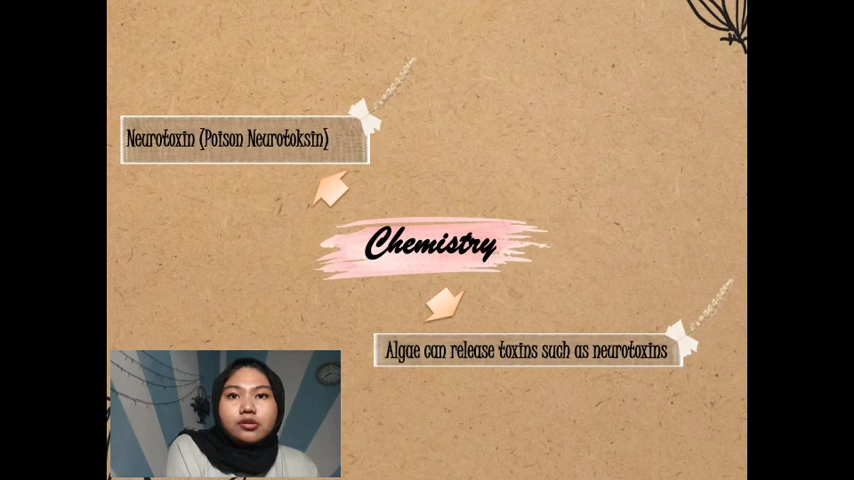 Neurotoxin (Poison Neurotoksin)
Chemistry
Algae can release toxins such as neurotoxins